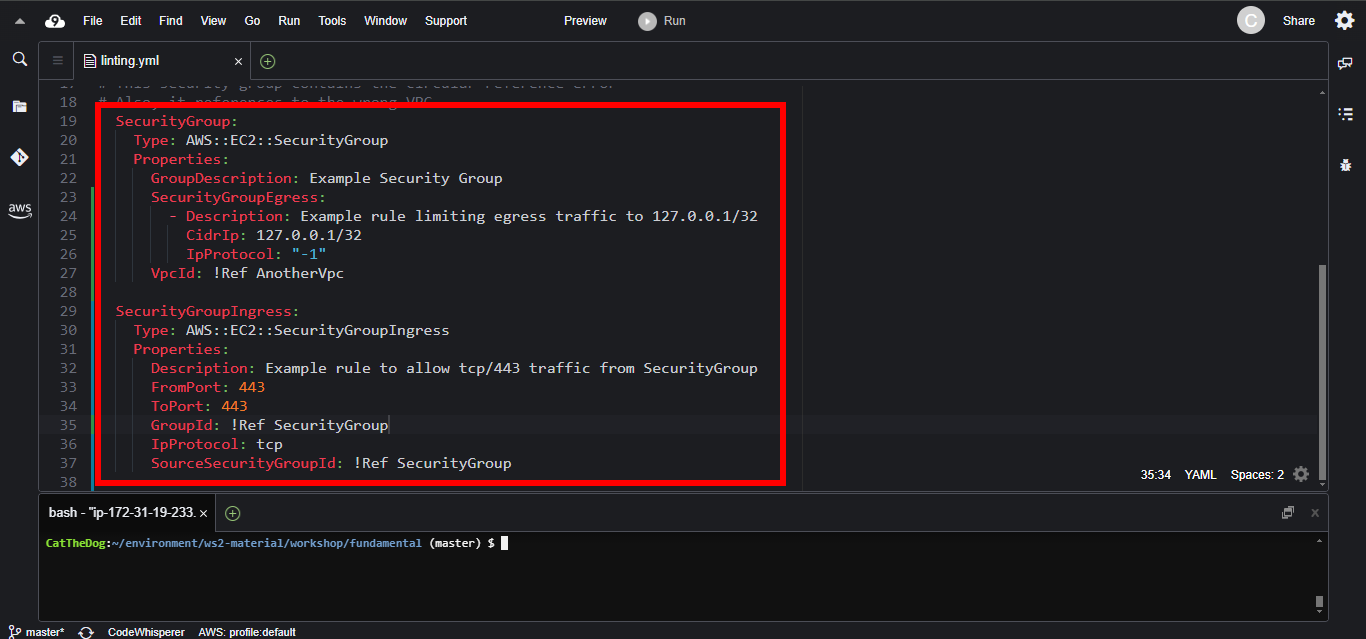 File Edit Find View Go Run Tools Window Support Preview Run C Share
linting.yml
17 # This security group contains the circular reference error
18 # Also, it references to the wrong VPC
19 SecurityGroup:
20 Type: AWS::EC2::SecurityGroup
21 Properties:
22 GroupDescription: Example Security Group
23 SecurityGroupEgress:
24 - Description: Example rule limiting egress traffic to 127.0.0.1/32
25 CidrIp: 127.0.0.1/32
26 IpProtocol: "-1"
27 VpcId: !Ref AnotherVpc
28
29 SecurityGroupIngress:
30 Type: AWS::EC2::SecurityGroupIngress
31 Properties:
32 Description: Example rule to allow tcp/443 traffic from SecurityGroup
33 FromPort: 443
34 ToPort: 443
35 GroupId: !Ref SecurityGroup
36 IpProtocol: tcp
37 SourceSecurityGroupId: !Ref SecurityGroup
38
aws
35:34 YAML Spaces: 2
bash - "ip-172-31-19-233.
CatTheDog:~/environment/ws2-material/workshop/fundamental (master) $
master* CodeWhisperer AWS: profile:default